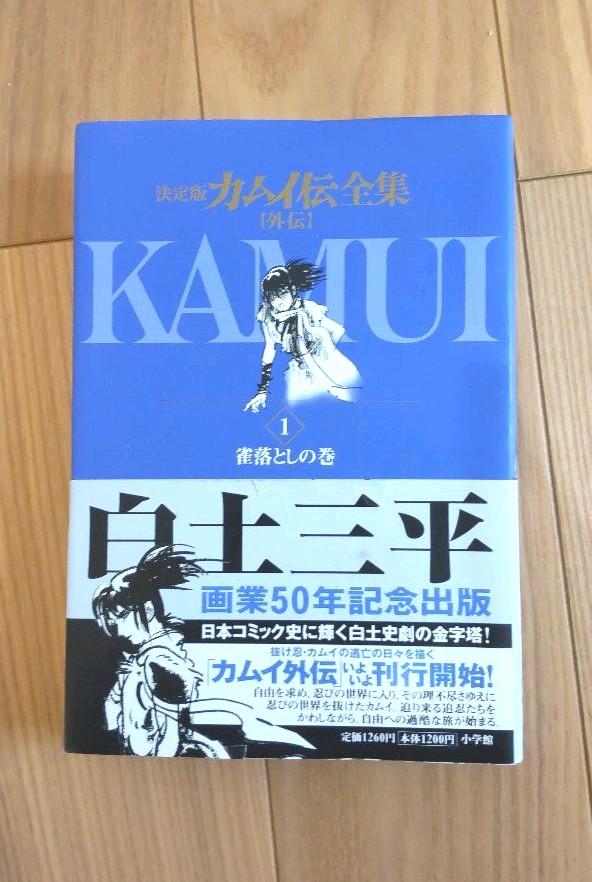 決定版 カムイ伝全集
【外伝】
KAMUI
1
雀落としの巻
白土三平
画業50年記念出版
日本コミック史に輝く白土史劇の金字塔!
抜け忍・カムイの逃亡の日々を描く
「カムイ外伝」いよいよ刊行開始!
自由を求め、忍びの世界に入り、その理不尽さゆえに
忍びの世界を抜けたカムイ。迫り来る追忍たちを
かわしながら、自由への過酷な旅が始まる。
定価1260円 本体1200円 小学館